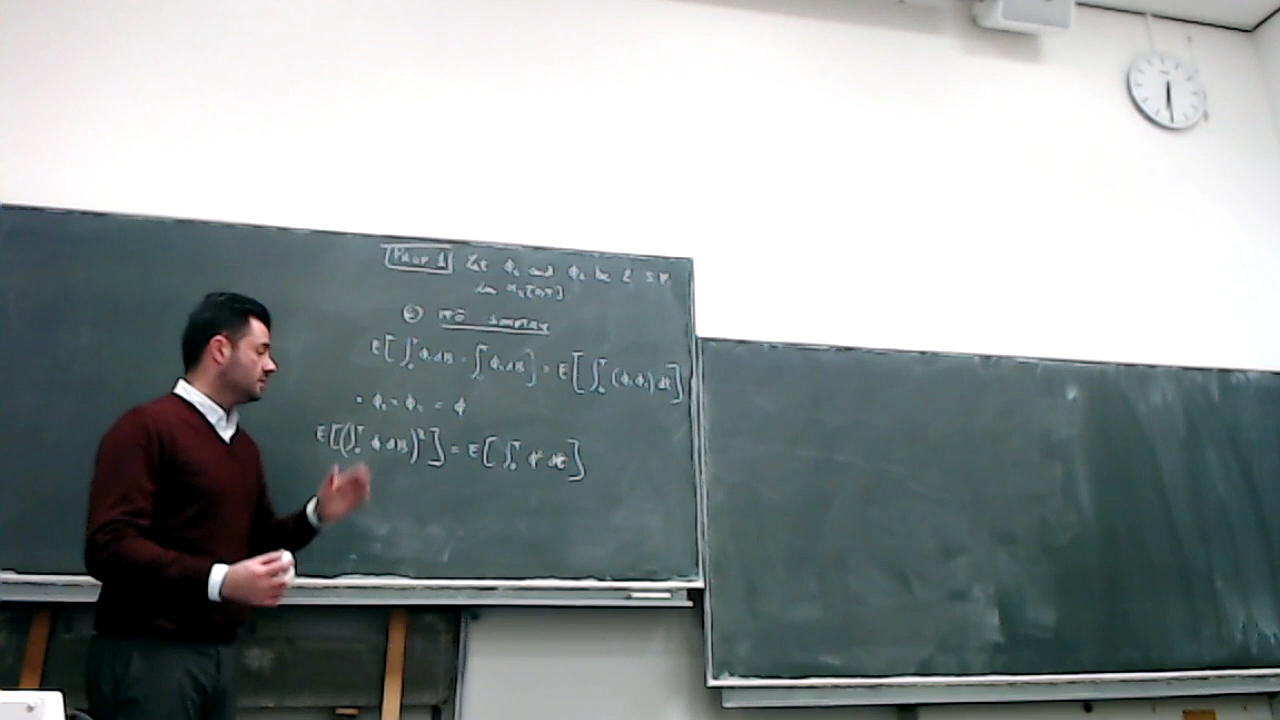 PROP 1 Let ϕ₁ and ϕ₂ be 2 s.p.
in M₂[0,T]
ITÔ ISOMETRY
E[∫₀ᵀ ϕ₁ dB · ∫₀ᵀ ϕ₂ dB] = E[∫₀ᵀ (ϕ₁ϕ₂) dt]
• ϕ₁ = ϕ₂ = ϕ
E[(∫₀ᵀ ϕ dB)²] = E[∫₀ᵀ ϕ² dt]